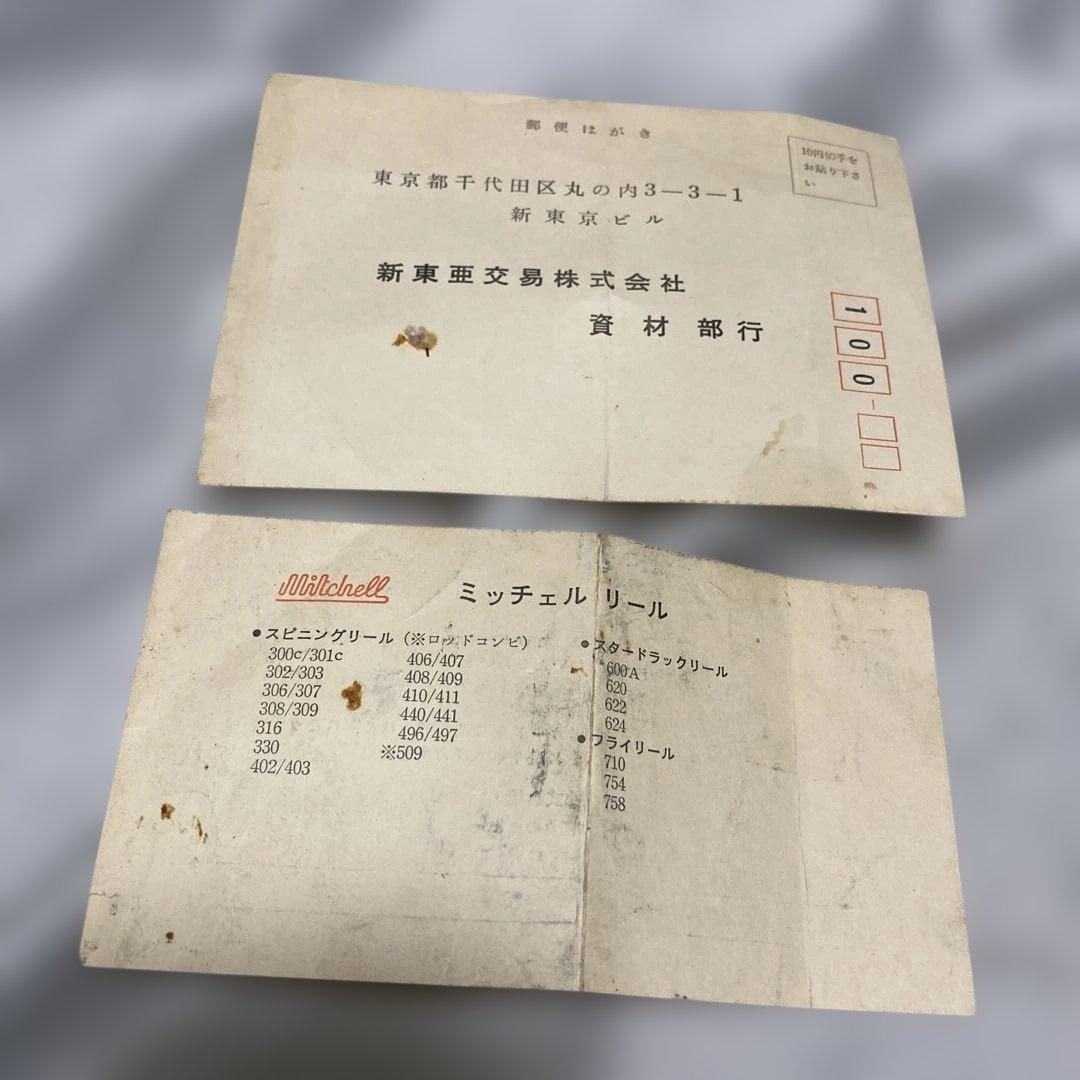 郵便はがき
10円切手を
お貼り下さ
い
東京都千代田区丸の内3—3—1
新東京ビル
新東亜交易株式会社
資材部行
100-
Mitchell ミッチェル リール
●スピニングリール (※ロッドコンビ)
300c/301c
302/303
306/307
308/309
316
330
402/403
406/407
408/409
410/411
440/441
496/497
※509
●スタードラックリール
600A
620
622
624
●フライリール
710
754
758